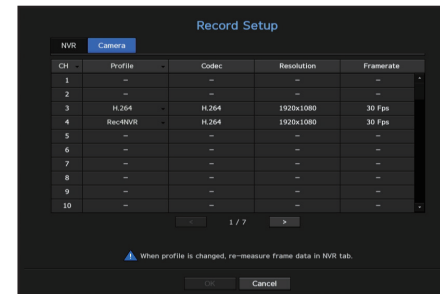 Record Setup
NVR Camera
CH Profile Codec Resolution Framerate
1 – – – –
2 – – – –
3 H.264 H.264 1920x1080 30 Fps
4 Rec4NVR H.264 1920x1080 30 Fps
5 – – – –
6 – – – –
7 – – – –
8 – – – –
9 – – – –
10 – – – –
< 1 / 7 >
When profile is changed, re-measure frame data in NVR tab.
OK Cancel